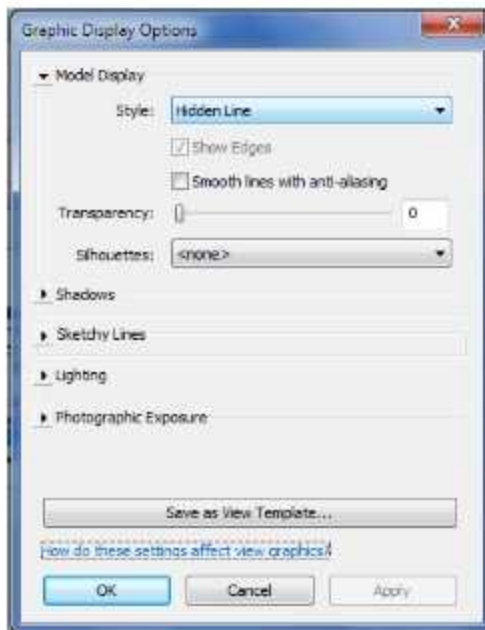 Graphic Display Options
Model Display
Style: Hidden Line
Show Edges
Smooth lines with anti-aliasing
Transparency: 0
Silhouettes: <none>
Shadows
Sketchy Lines
Lighting
Photographic Exposure
Save as View Template...
How do these settings affect view graphics?
OK Cancel Apply